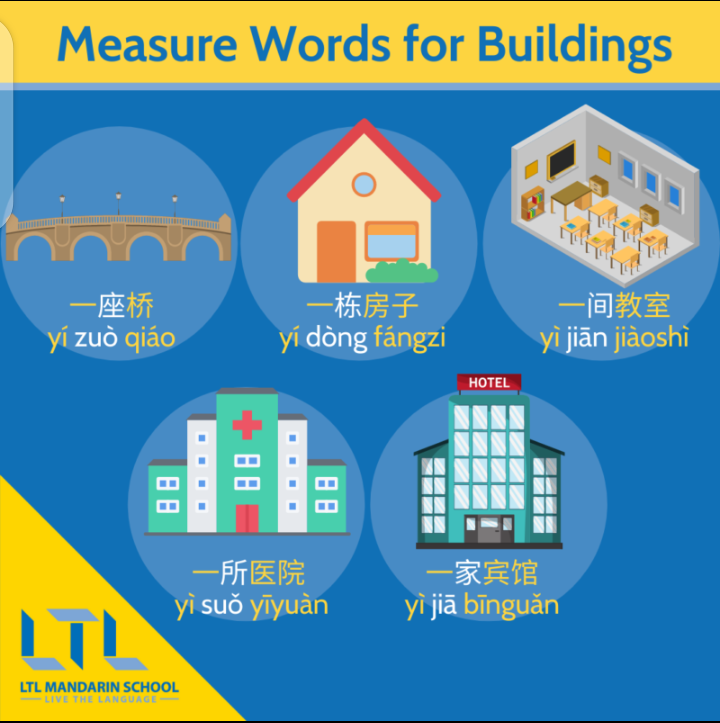 Measure Words for Buildings
一座桥
yí zuò qiáo
一栋房子
yí dòng fángzi
一间教室
yì jiān jiàoshì
HOTEL
一所医院
yì suǒ yīyuàn
一家宾馆
yì jiā bīnguǎn
LTL
LTL MANDARIN SCHOOL
LIVE THE LANGUAGE